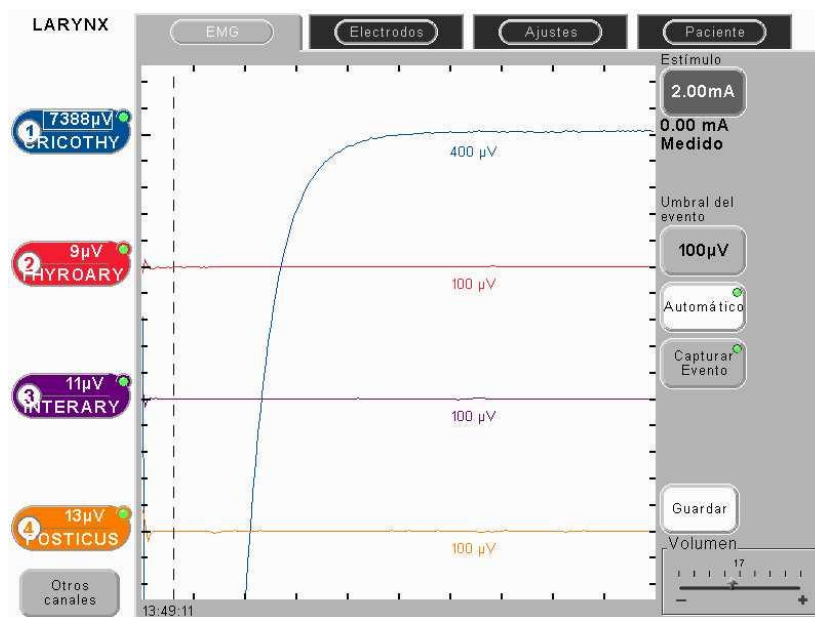 LARYNX
EMG
Electrodos
Ajustes
Paciente
Estímulo
2.00mA
0.00 mA
Medido
Umbral del
evento
100µV
Automático
Capturar
Evento
Guardar
Volumen
17
- +
1
7388µV
CRICOTHY
2
9µV
THYROARY
3
11µV
INTERARY
4
13µV
POSTICUS
Otros
canales
400 µV
100 µV
100 µV
100 µV
13:49:11